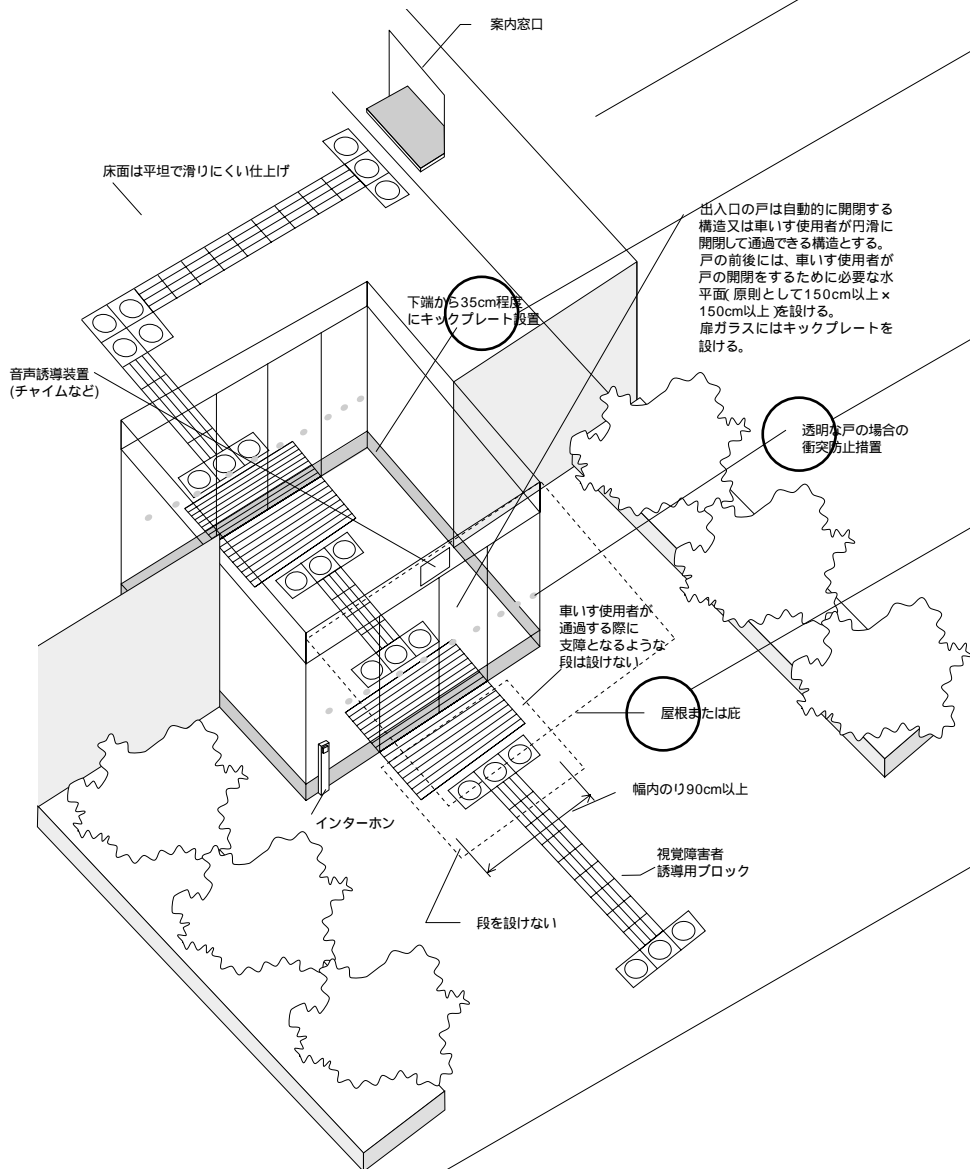 案内窓口
床面は平坦で滑りにくい仕上げ
出入口の戸は自動的に開閉する
構造又は車いす使用者が円滑に
開閉して通過できる構造とする。
戸の前後には、車いす使用者が
戸の開閉をするために必要な水
平面(原則として150cm以上×
150cm以上)を設ける。
扉ガラスにはキックプレートを
設ける。
下端から35cm程度
にキックプレート設置
音声誘導装置
(チャイムなど)
透明な戸の場合の
衝突防止措置
車いす使用者が
通過する際に
支障となるような
段は設けない
屋根または庇
幅内のり90cm以上
インターホン
視覚障害者
誘導用ブロック
段を設けない